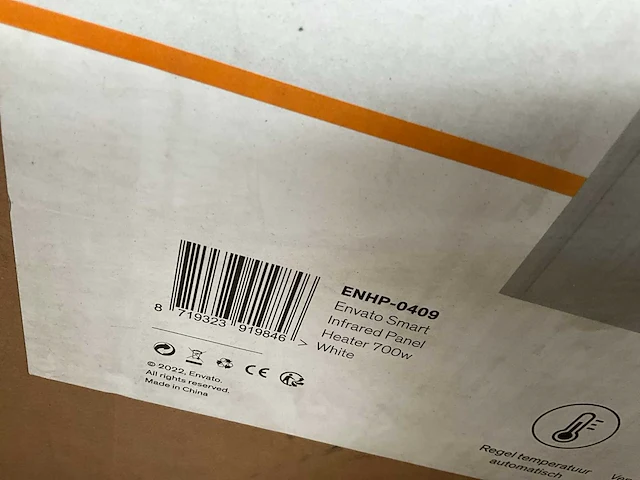 ENHP-0409
Envato Smart
Infrared Panel
Heater 700w
White
8 719323 919846 >
CE
© 2022, Envato.
All rights reserved.
Made in China
Regel temperatuur
automatisch